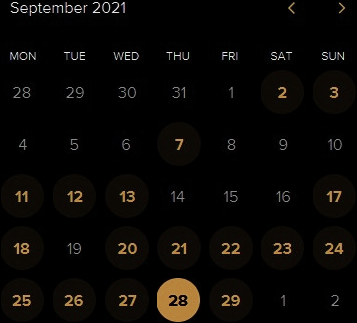 September 2021
MON TUE WED THU FRI SAT SUN
28 29 30 31 1 2 3
4 5 6 7 8 9 10
11 12 13 14 15 16 17
18 19 20 21 22 23 24
25 26 27 28 29 1 2